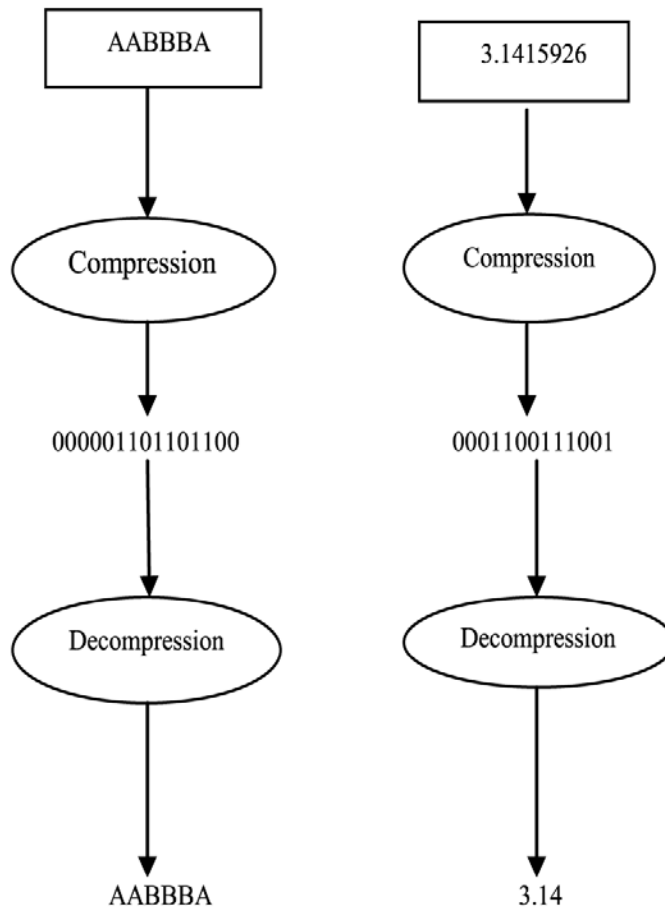 AABBBA
Compression
000001101101100
Decompression
AABBBA
3.1415926
Compression
0001100111001
Decompression
3.14